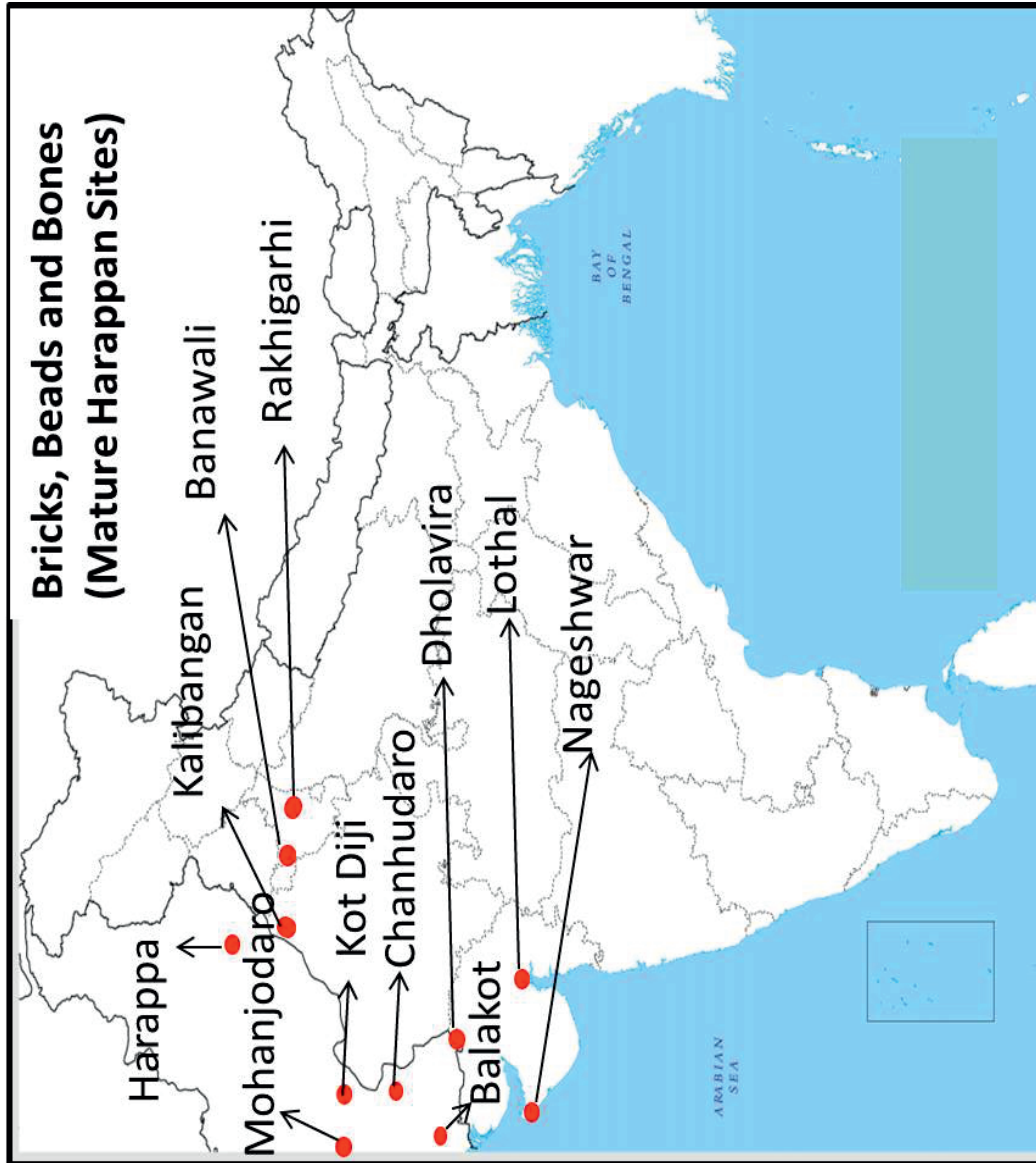 Bricks, Beads and Bones
(Mature Harappan Sites)
Banawali
Rakhigarhi
Kalibangan
Harappa
Mohanjodaro
Kot Diji
Chanhudaro
Dholavira
Lothal
Balakot
Nageshwar
BAY
OF
BENGAL
ARABIAN
SEA